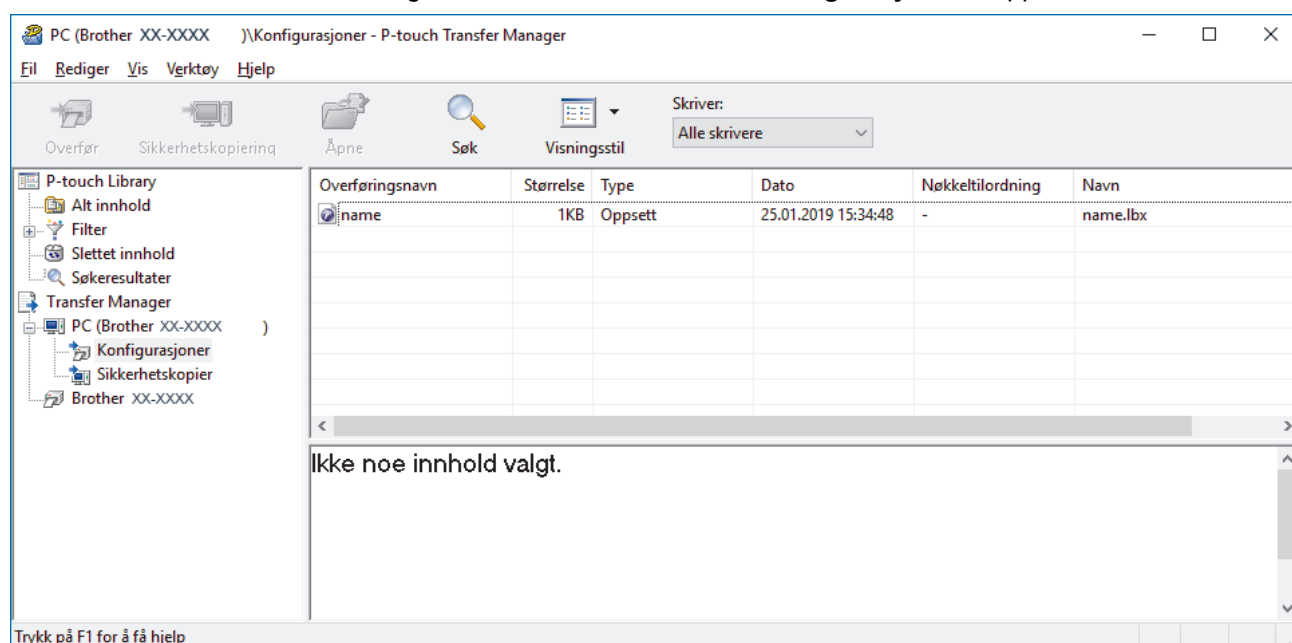 PC (Brother XX-XXXX )\Konfigurasjoner - P-touch Transfer Manager
Fil Rediger Vis Verktøy Hjelp
Overfør Sikkerhetskopiering Åpne Søk Visningsstil
Skriver:
Alle skrivere
P-touch Library
Alt innhold
Filter
Slettet innhold
Søkeresultater
Transfer Manager
PC (Brother XX-XXXX )
Konfigurasjoner
Sikkerhetskopier
Brother XX-XXXX
Overføringsnavn Størrelse Type Dato Nøkkeltilordning Navn
name 1KB Oppsett 25.01.2019 15:34:48 - name.lbx
Ikke noe innhold valgt.
Trykk på F1 for å få hjelp